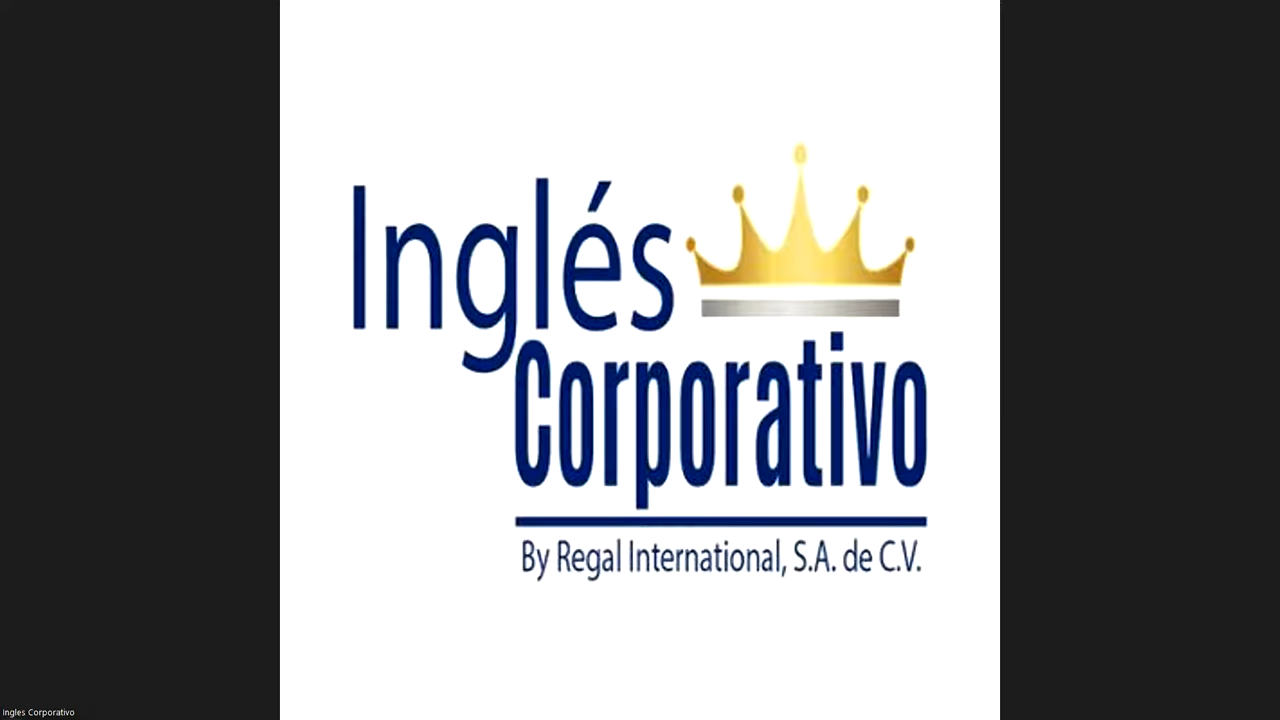 Inglés
Corporativo
By Regal International, S.A. de C.V.
Ingles Corporativo